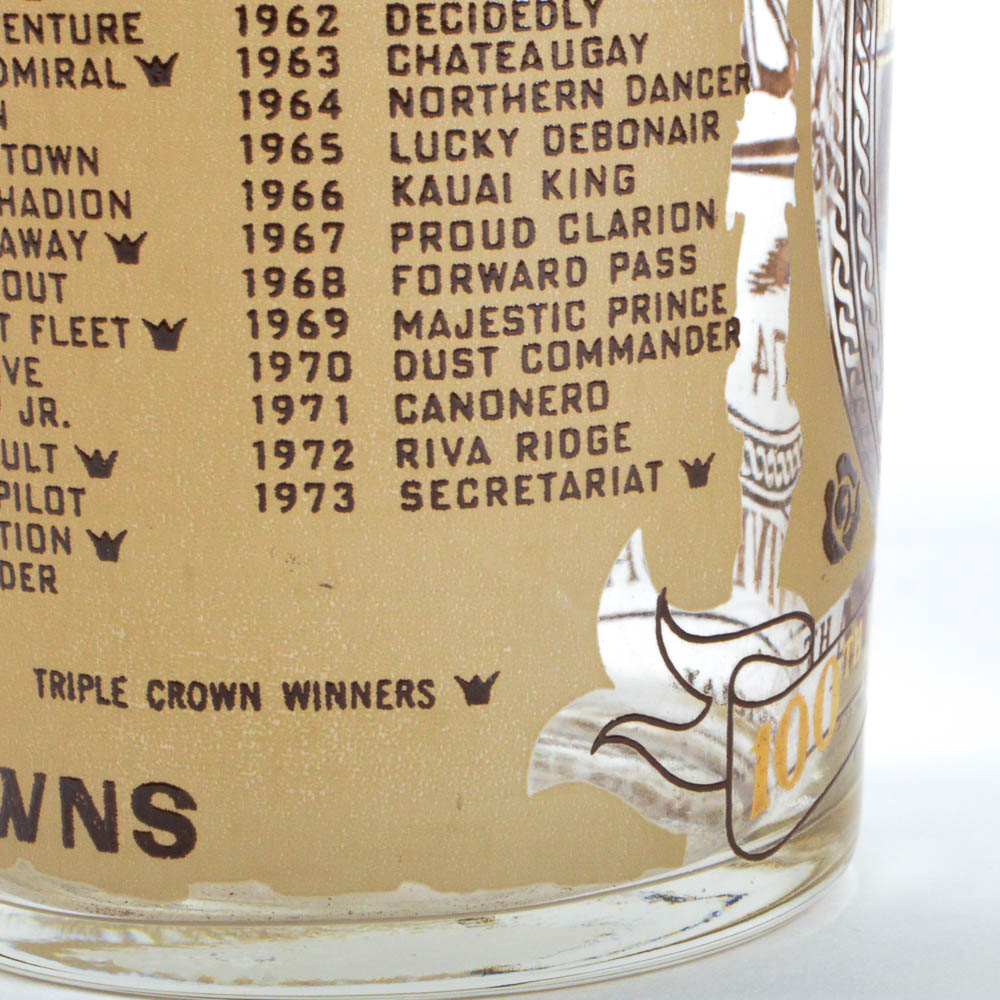 ENTURE 1962 DECIDEDLY
DMIRAL 1963 CHATEAUGAY
N 1964 NORTHERN DANCER
TOWN 1965 LUCKY DEBONAIR
HADION 1966 KAUAI KING
AWAY 1967 PROUD CLARION
OUT 1968 FORWARD PASS
T FLEET 1969 MAJESTIC PRINCE
VE 1970 DUST COMMANDER
JR. 1971 CANONERO
ULT 1972 RIVA RIDGE
PILOT 1973 SECRETARIAT
TION
DER
TRIPLE CROWN WINNERS
WNS
100TH